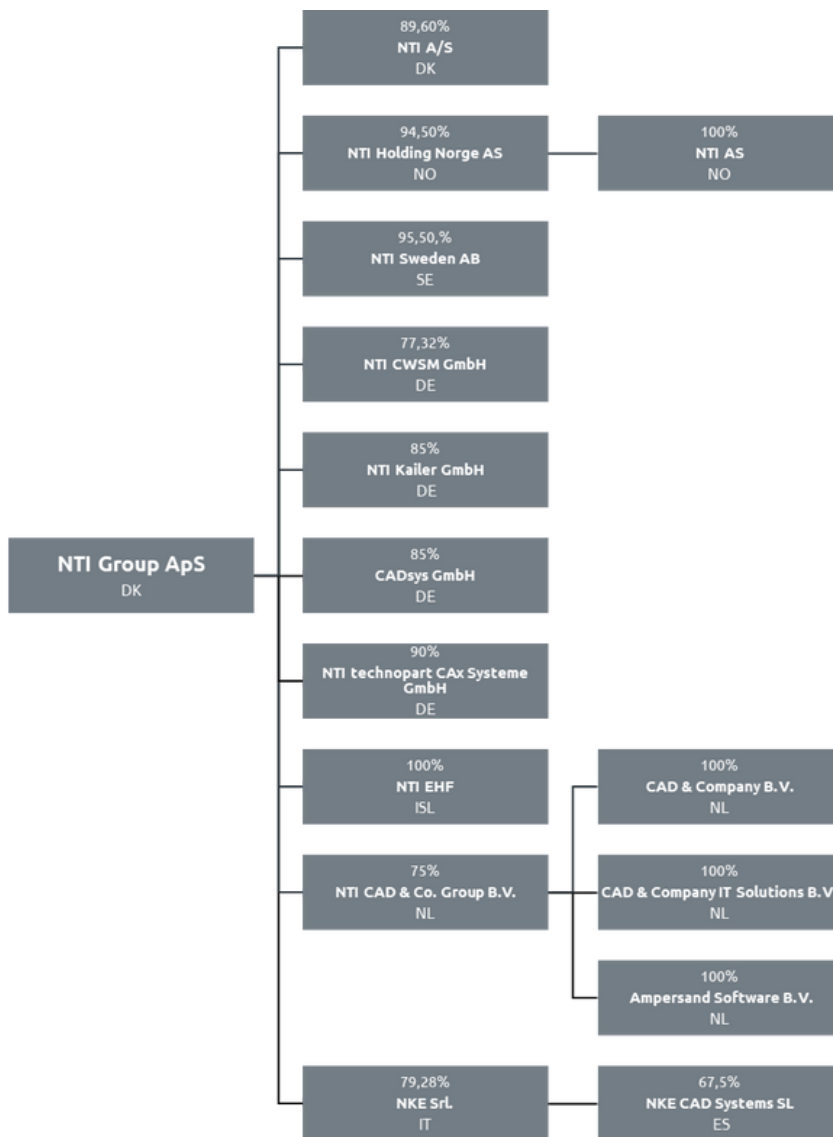 89,60%
NTI A/S
DK
94,50%
NTI Holding Norge AS
NO
100%
NTI AS
NO
95,50,%
NTI Sweden AB
SE
77,32%
NTI CWSM GmbH
DE
85%
NTI Kailer GmbH
DE
NTI Group ApS
DK
85%
CADsys GmbH
DE
90%
NTI technopart CAx Systeme
GmbH
DE
100%
NTI EHF
ISL
100%
CAD & Company B.V.
NL
75%
NTI CAD & Co. Group B.V.
NL
100%
CAD & Company IT Solutions B.V
NL
100%
Ampersand Software B.V.
NL
79,28%
NKE Srl.
IT
67,5%
NKE CAD Systems SL
ES